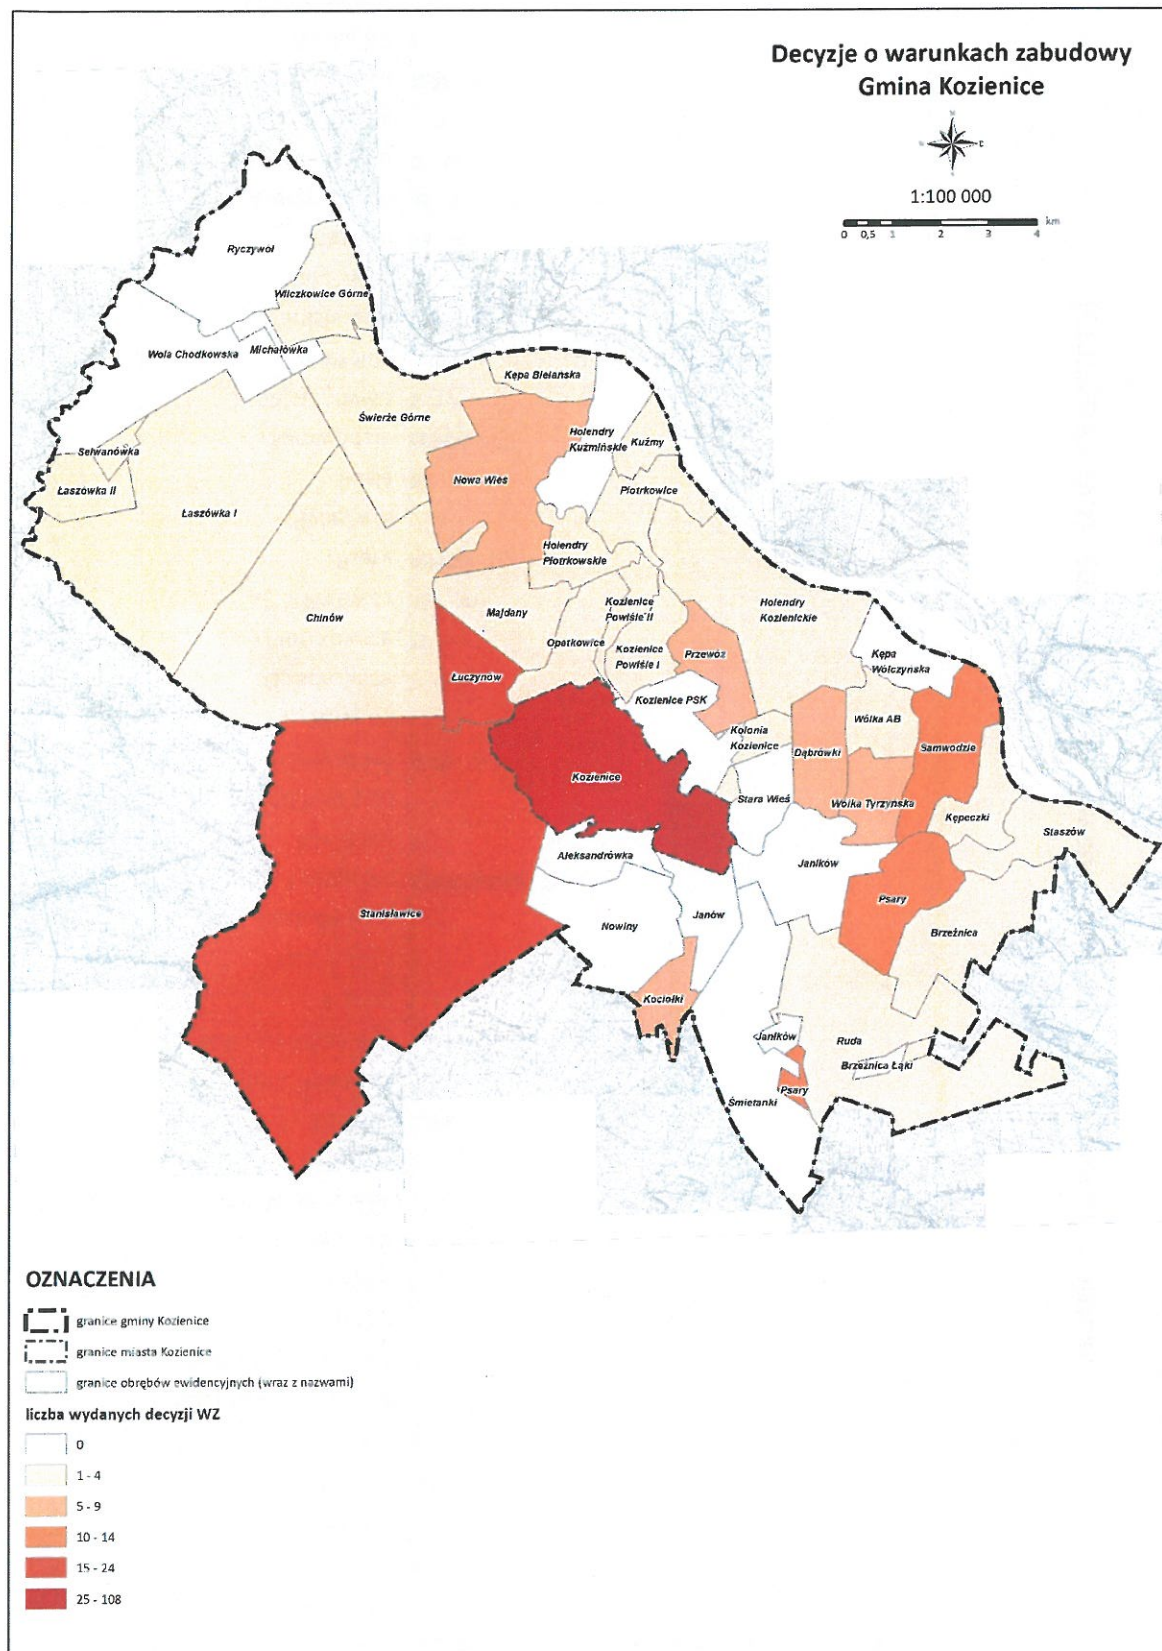 Decyzje o warunkach zabudowy
Gmina Kozienice
N
E
S
1:100 000
km
0 0,5 1 2 3 4
Ryczywół
Wilczkowice Górne
Wola Chodkowska
Michałówka
Kępa Bielańska
Świerże Górne
Holendry
Kuźmińskie
Kuźmy
Selwanówka
Łaszówka II
Nowa Wieś
Piotrkowice
Łaszówka I
Holendry
Piotrkowskie
Kozienice
Powiśle II
Holendry
Kozienickie
Chinów
Majdany
Opatkowice
Kozienice
Powiśle I
Przewóz
Kępa
Wólczyńska
Łuczynów
Kozienice PSK
Wólka AB
Kolonia
Kozienice
Dąbrówki
Samwodzie
Kozienice
Stara Wieś
Wólka Tyrzyńska
Kępeczki
Staszów
Aleksandrówka
Janików
Stanisławice
Psary
Nowiny
Janów
Brzeźnica
Kociołki
Janików
Ruda
Brzeźnica Łąki
Psary
Śmietanki
OZNACZENIA
granice gminy Kozienice
granice miasta Kozienice
granice obrębów ewidencyjnych (wraz z nazwami)
liczba wydanych decyzji WZ
0
1 - 4
5 - 9
10 - 14
15 - 24
25 - 108